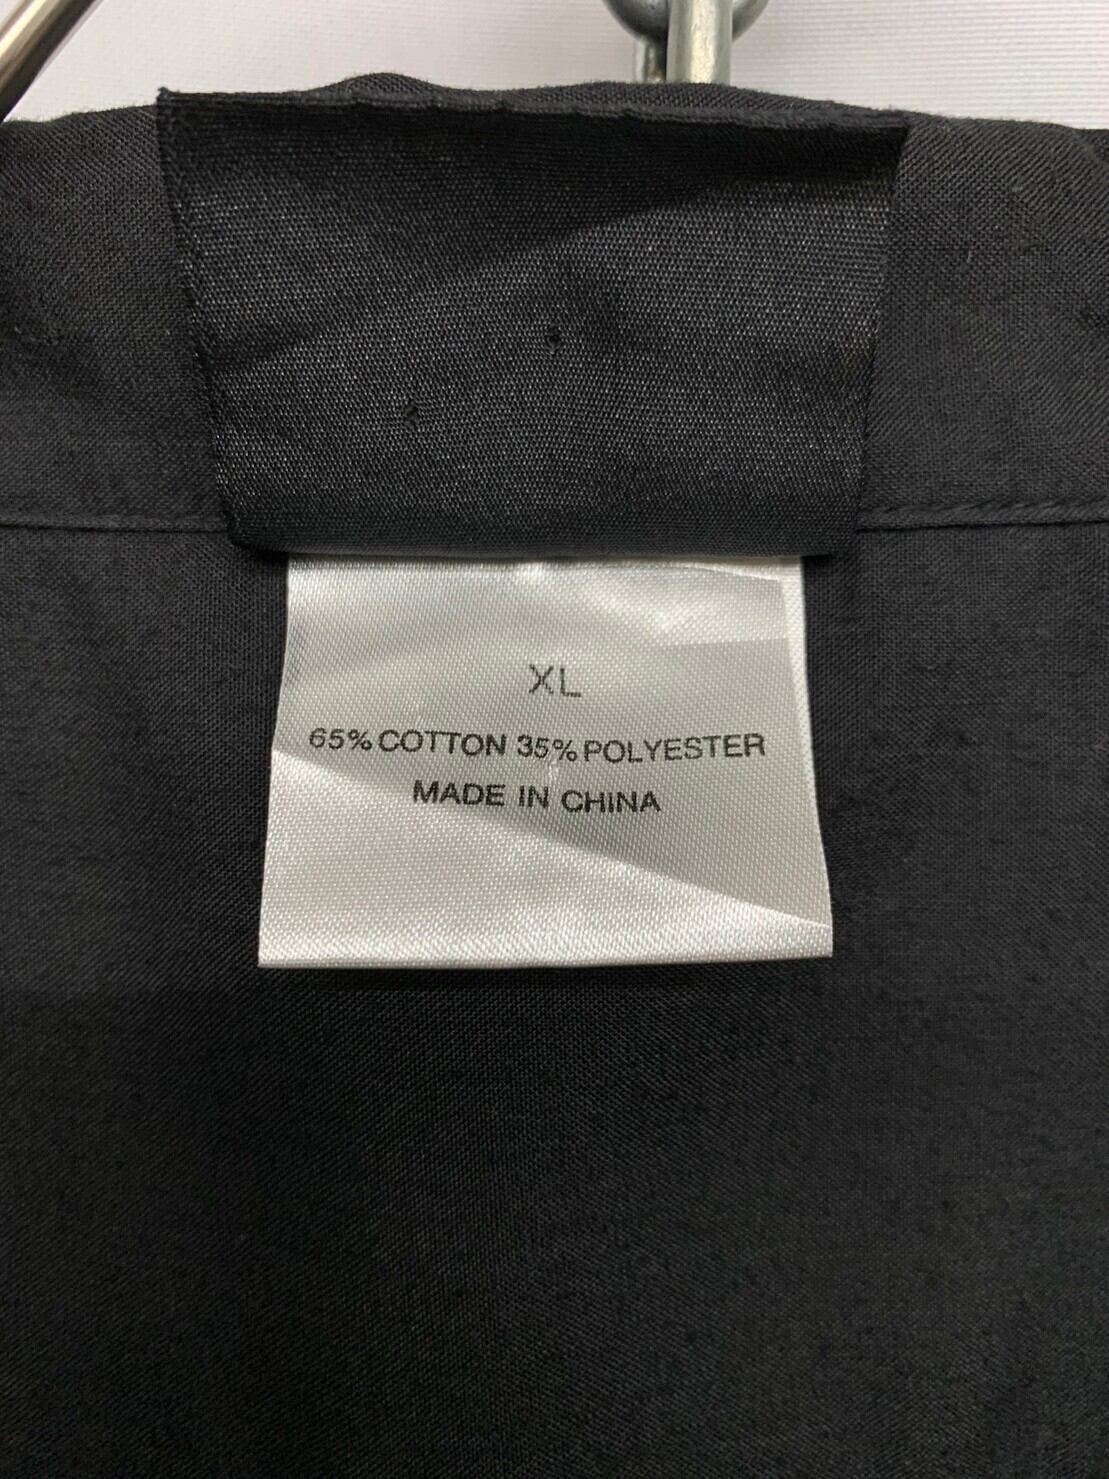 XL
65% COTTON 35% POLYESTER
MADE IN CHINA